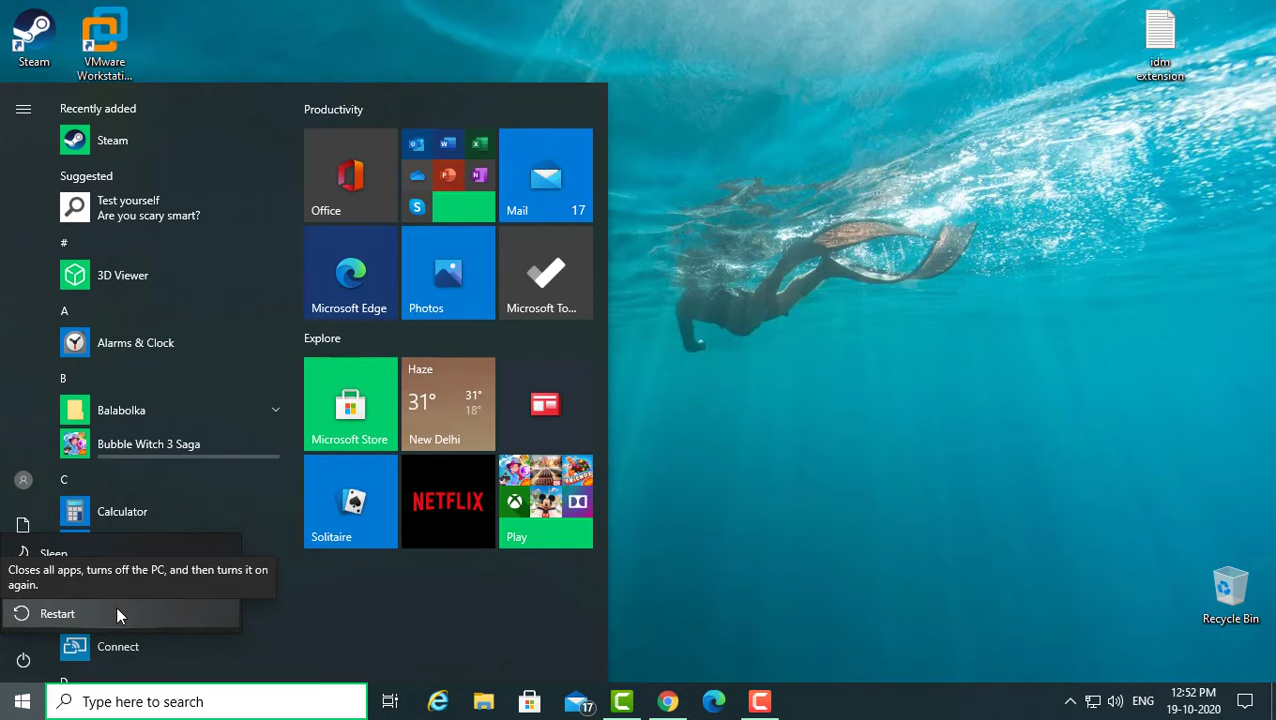 Steam
VMware
Workstati...
idm
extension
Recently added
Steam
Suggested
Test yourself
Are you scary smart?
#
3D Viewer
A
Alarms & Clock
B
Balabolka
Bubble Witch 3 Saga
C
Calculator
Sleep
Closes all apps, turns off the PC, and then turns it on
again.
Restart
Connect
Productivity
Office
Mail 17
Microsoft Edge
Photos
Microsoft To...
Explore
Microsoft Store
Haze
31°
31°
18°
New Delhi
Solitaire
NETFLIX
Play
Recycle Bin
Type here to search
17
ENG
12:52 PM
19-10-2020